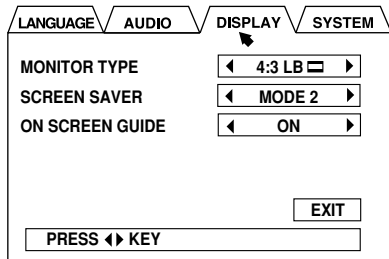 LANGUAGE AUDIO DISPLAY SYSTEM
MONITOR TYPE 4:3 LB
SCREEN SAVER MODE 2
ON SCREEN GUIDE ON
EXIT
PRESS ◀▶ KEY